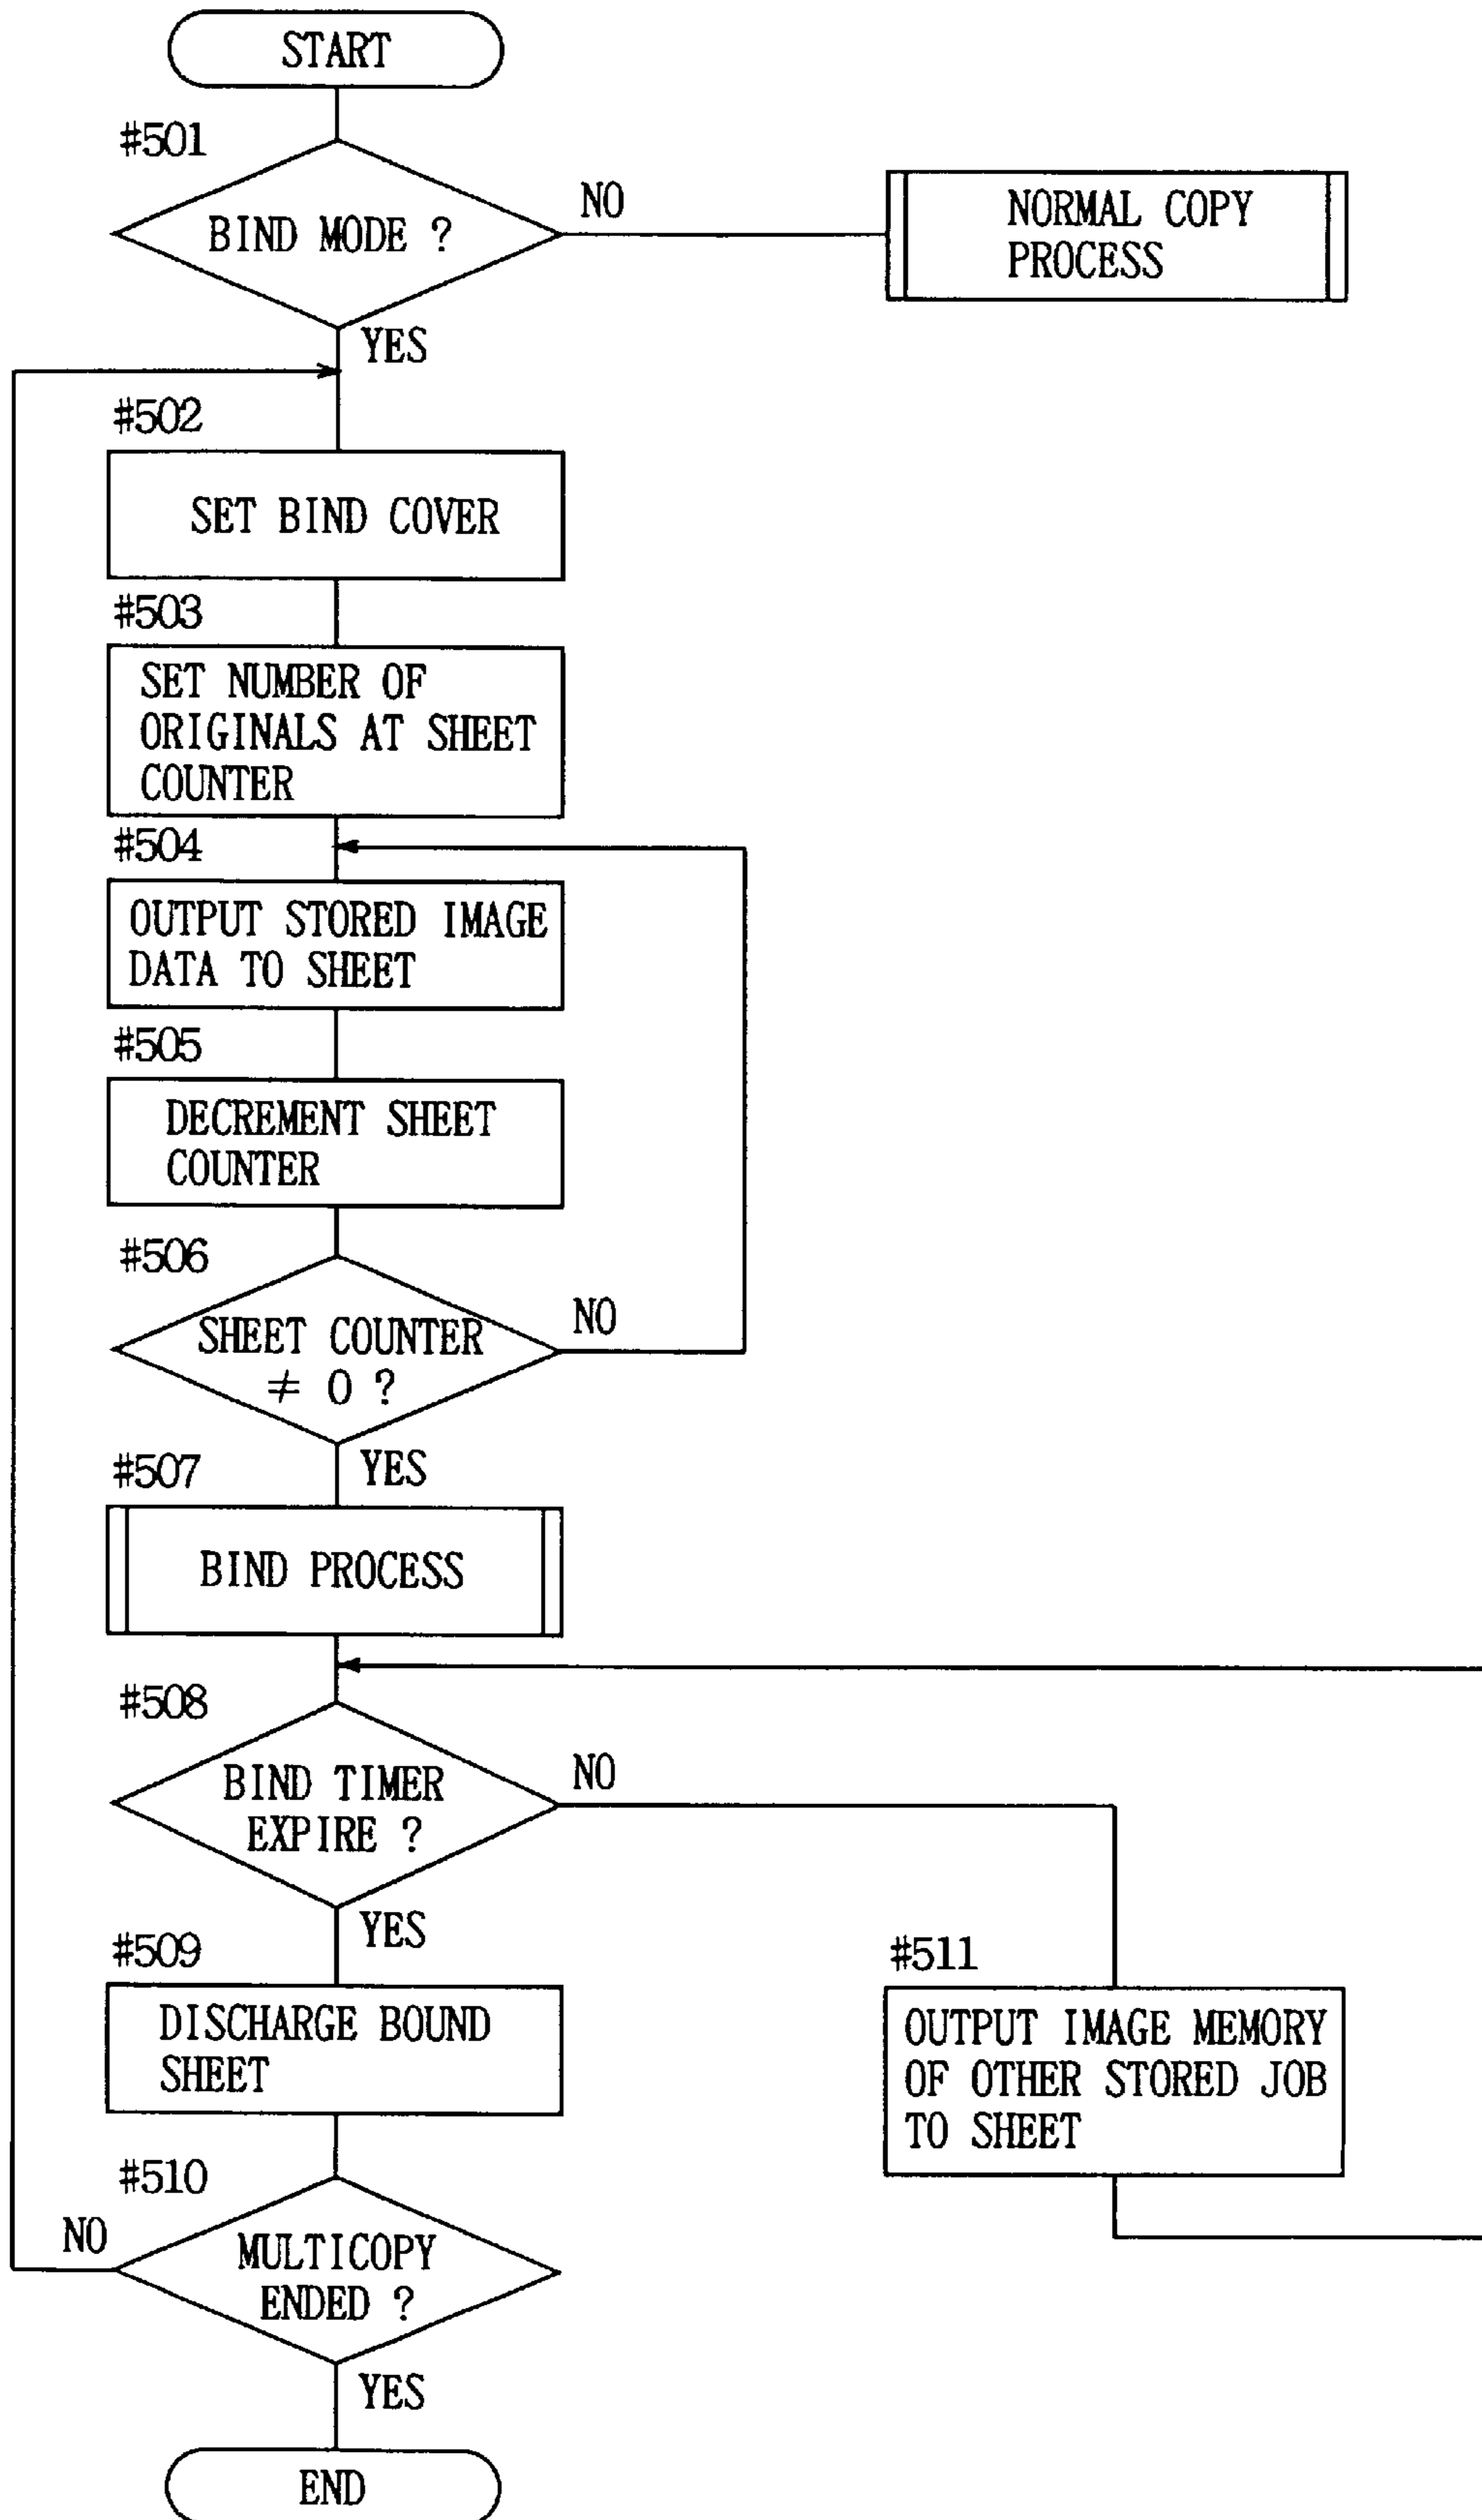 START
#501
BIND MODE ?
NO
NORMAL COPY
PROCESS
YES
#502
SET BIND COVER
#503
SET NUMBER OF
ORIGINALS AT SHEET
COUNTER
#504
OUTPUT STORED IMAGE
DATA TO SHEET
#505
DECREMENT SHEET
COUNTER
#506
SHEET COUNTER
≠ 0 ?
NO
YES
#507
BIND PROCESS
#508
BIND TIMER
EXPIRE ?
NO
YES
#509
DISCHARGE BOUND
SHEET
#511
OUTPUT IMAGE MEMORY
OF OTHER STORED JOB
TO SHEET
#510
MULTICOPY
ENDED ?
NO
YES
END